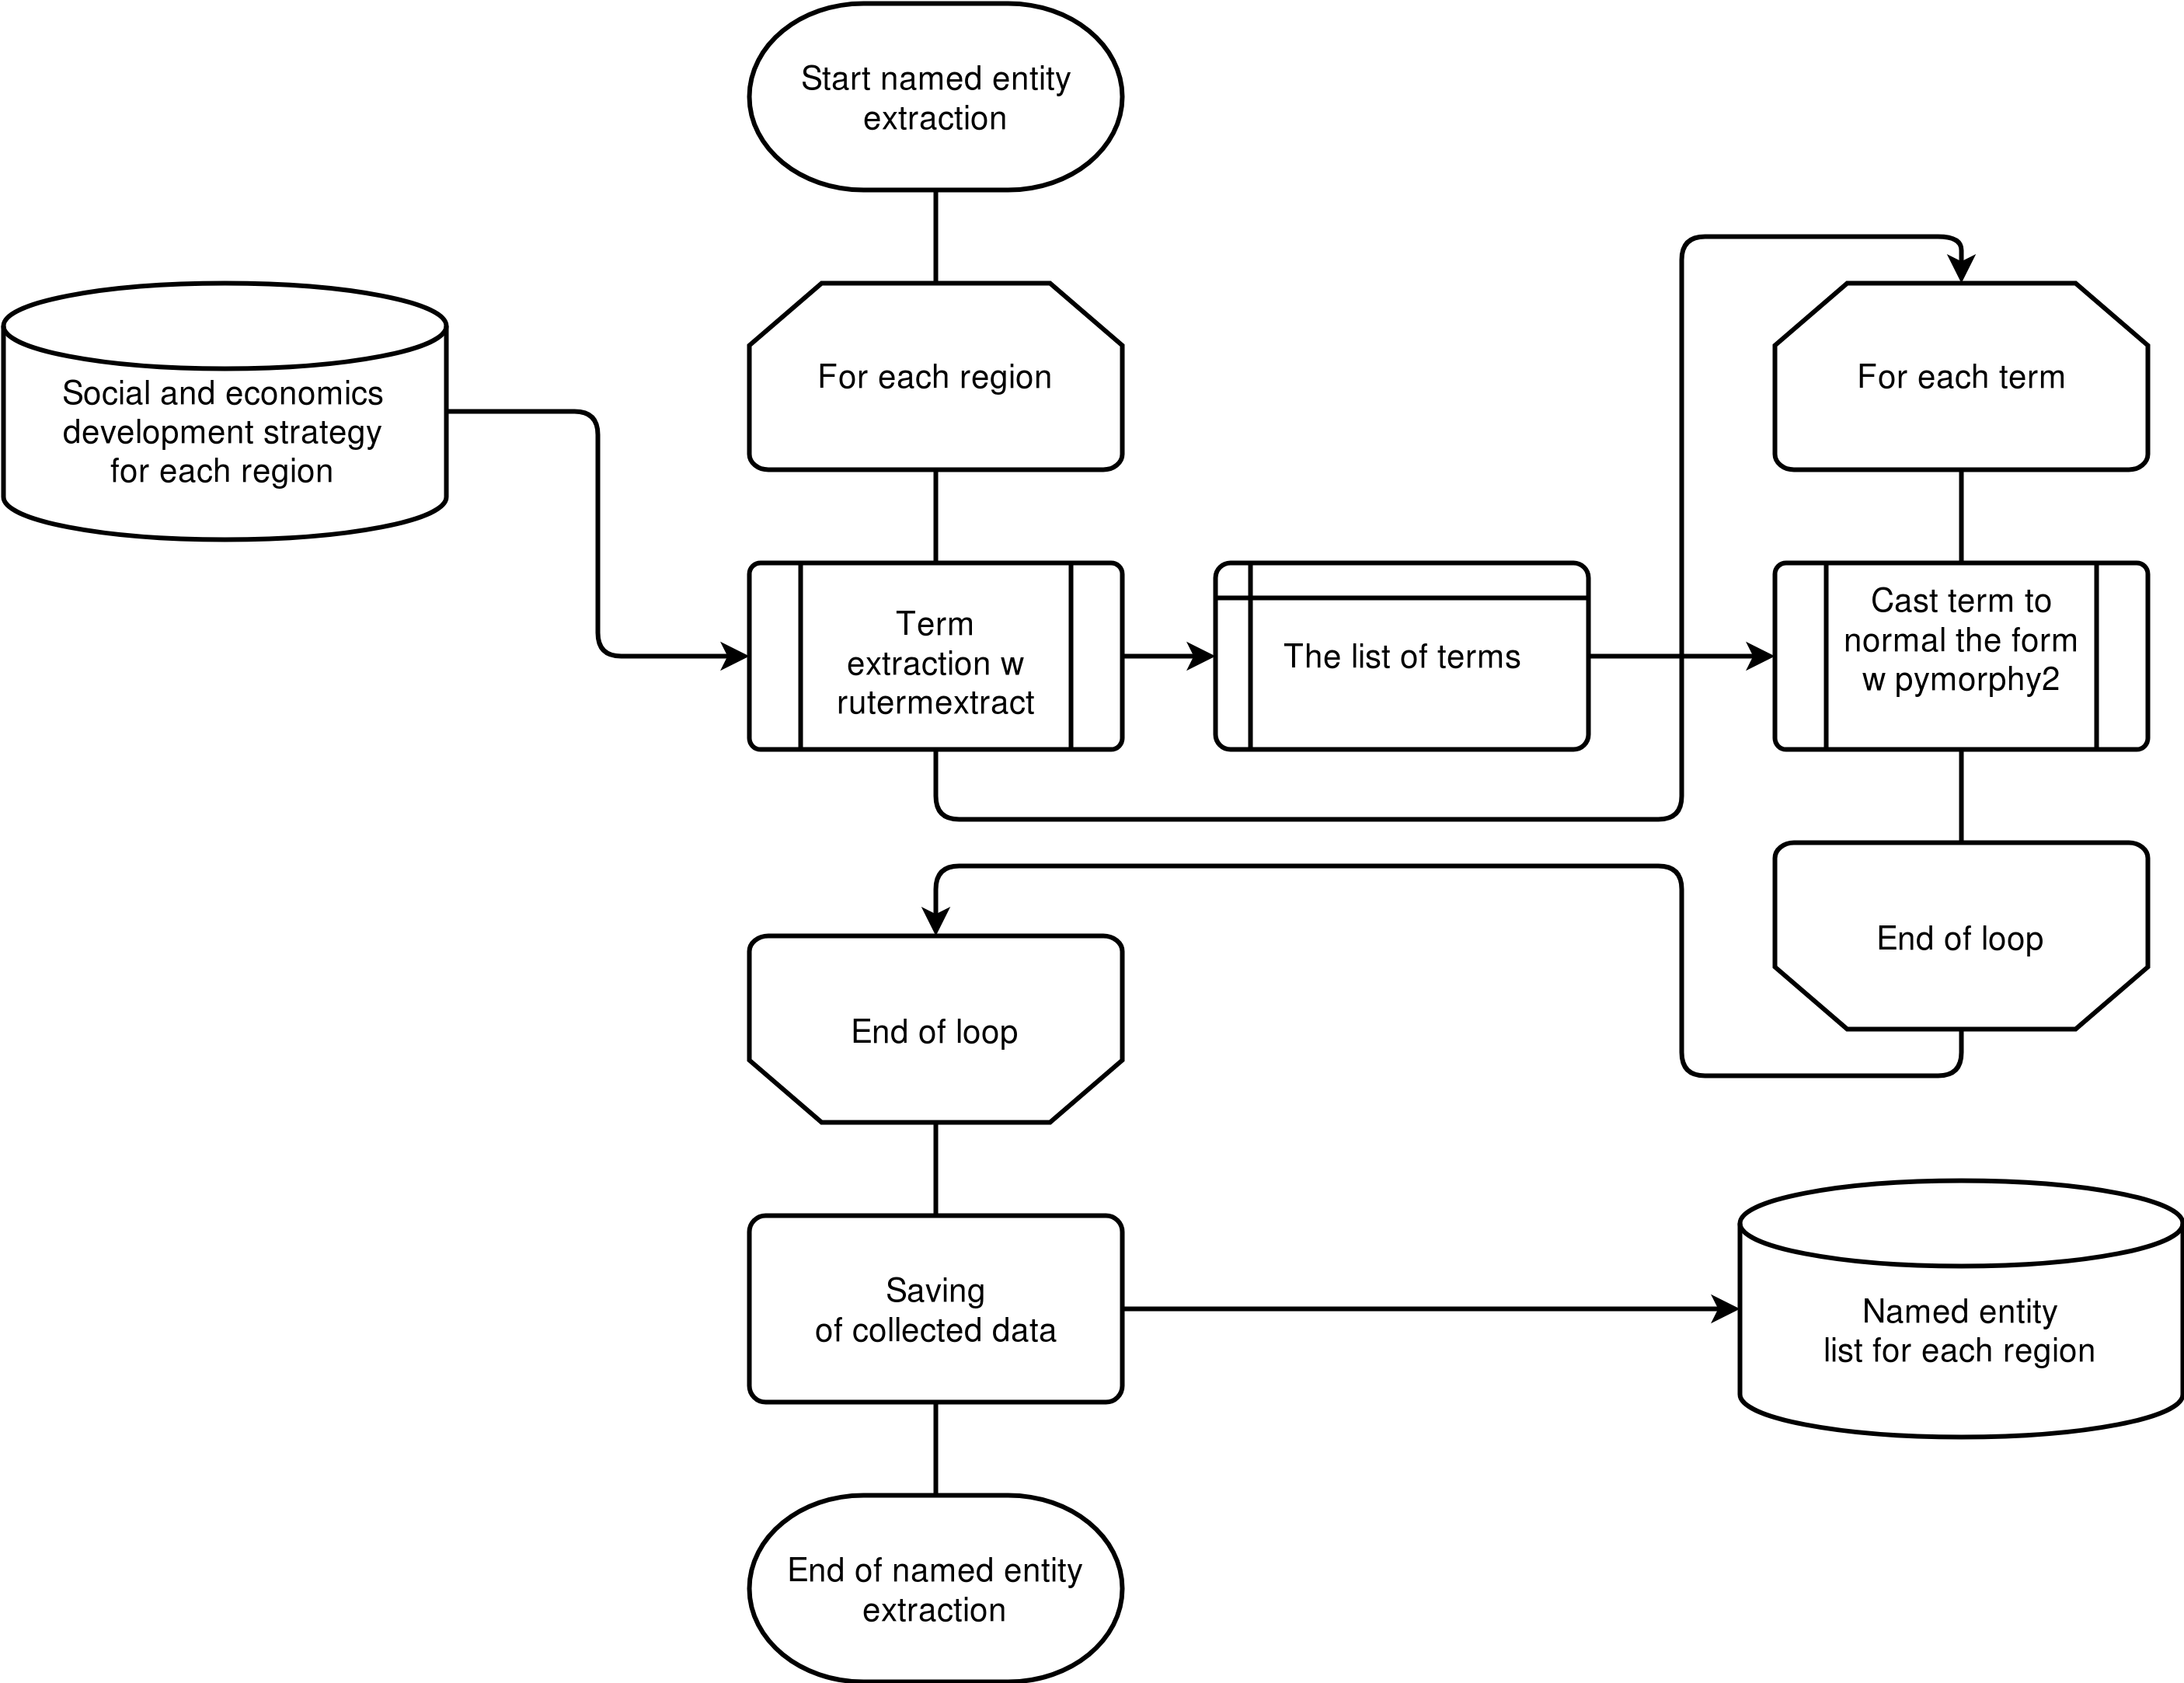 Start named entity
extraction
For each region
For each term
Social and economics
development strategy
for each region
Term
extraction w
rutermextract
The list of terms
Cast term to
normal the form
w pymorphy2
End of loop
End of loop
Saving
of collected data
Named entity
list for each region
End of named entity
extraction